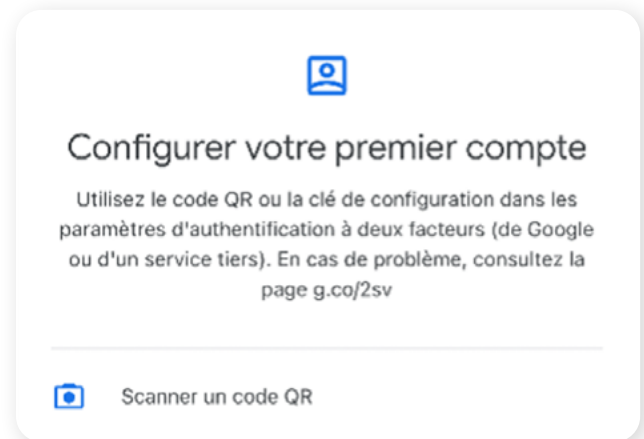 Configurer votre premier compte
Utilisez le code QR ou la clé de configuration dans les
paramètres d'authentification à deux facteurs (de Google
ou d'un service tiers). En cas de problème, consultez la
page g.co/2sv
Scanner un code QR